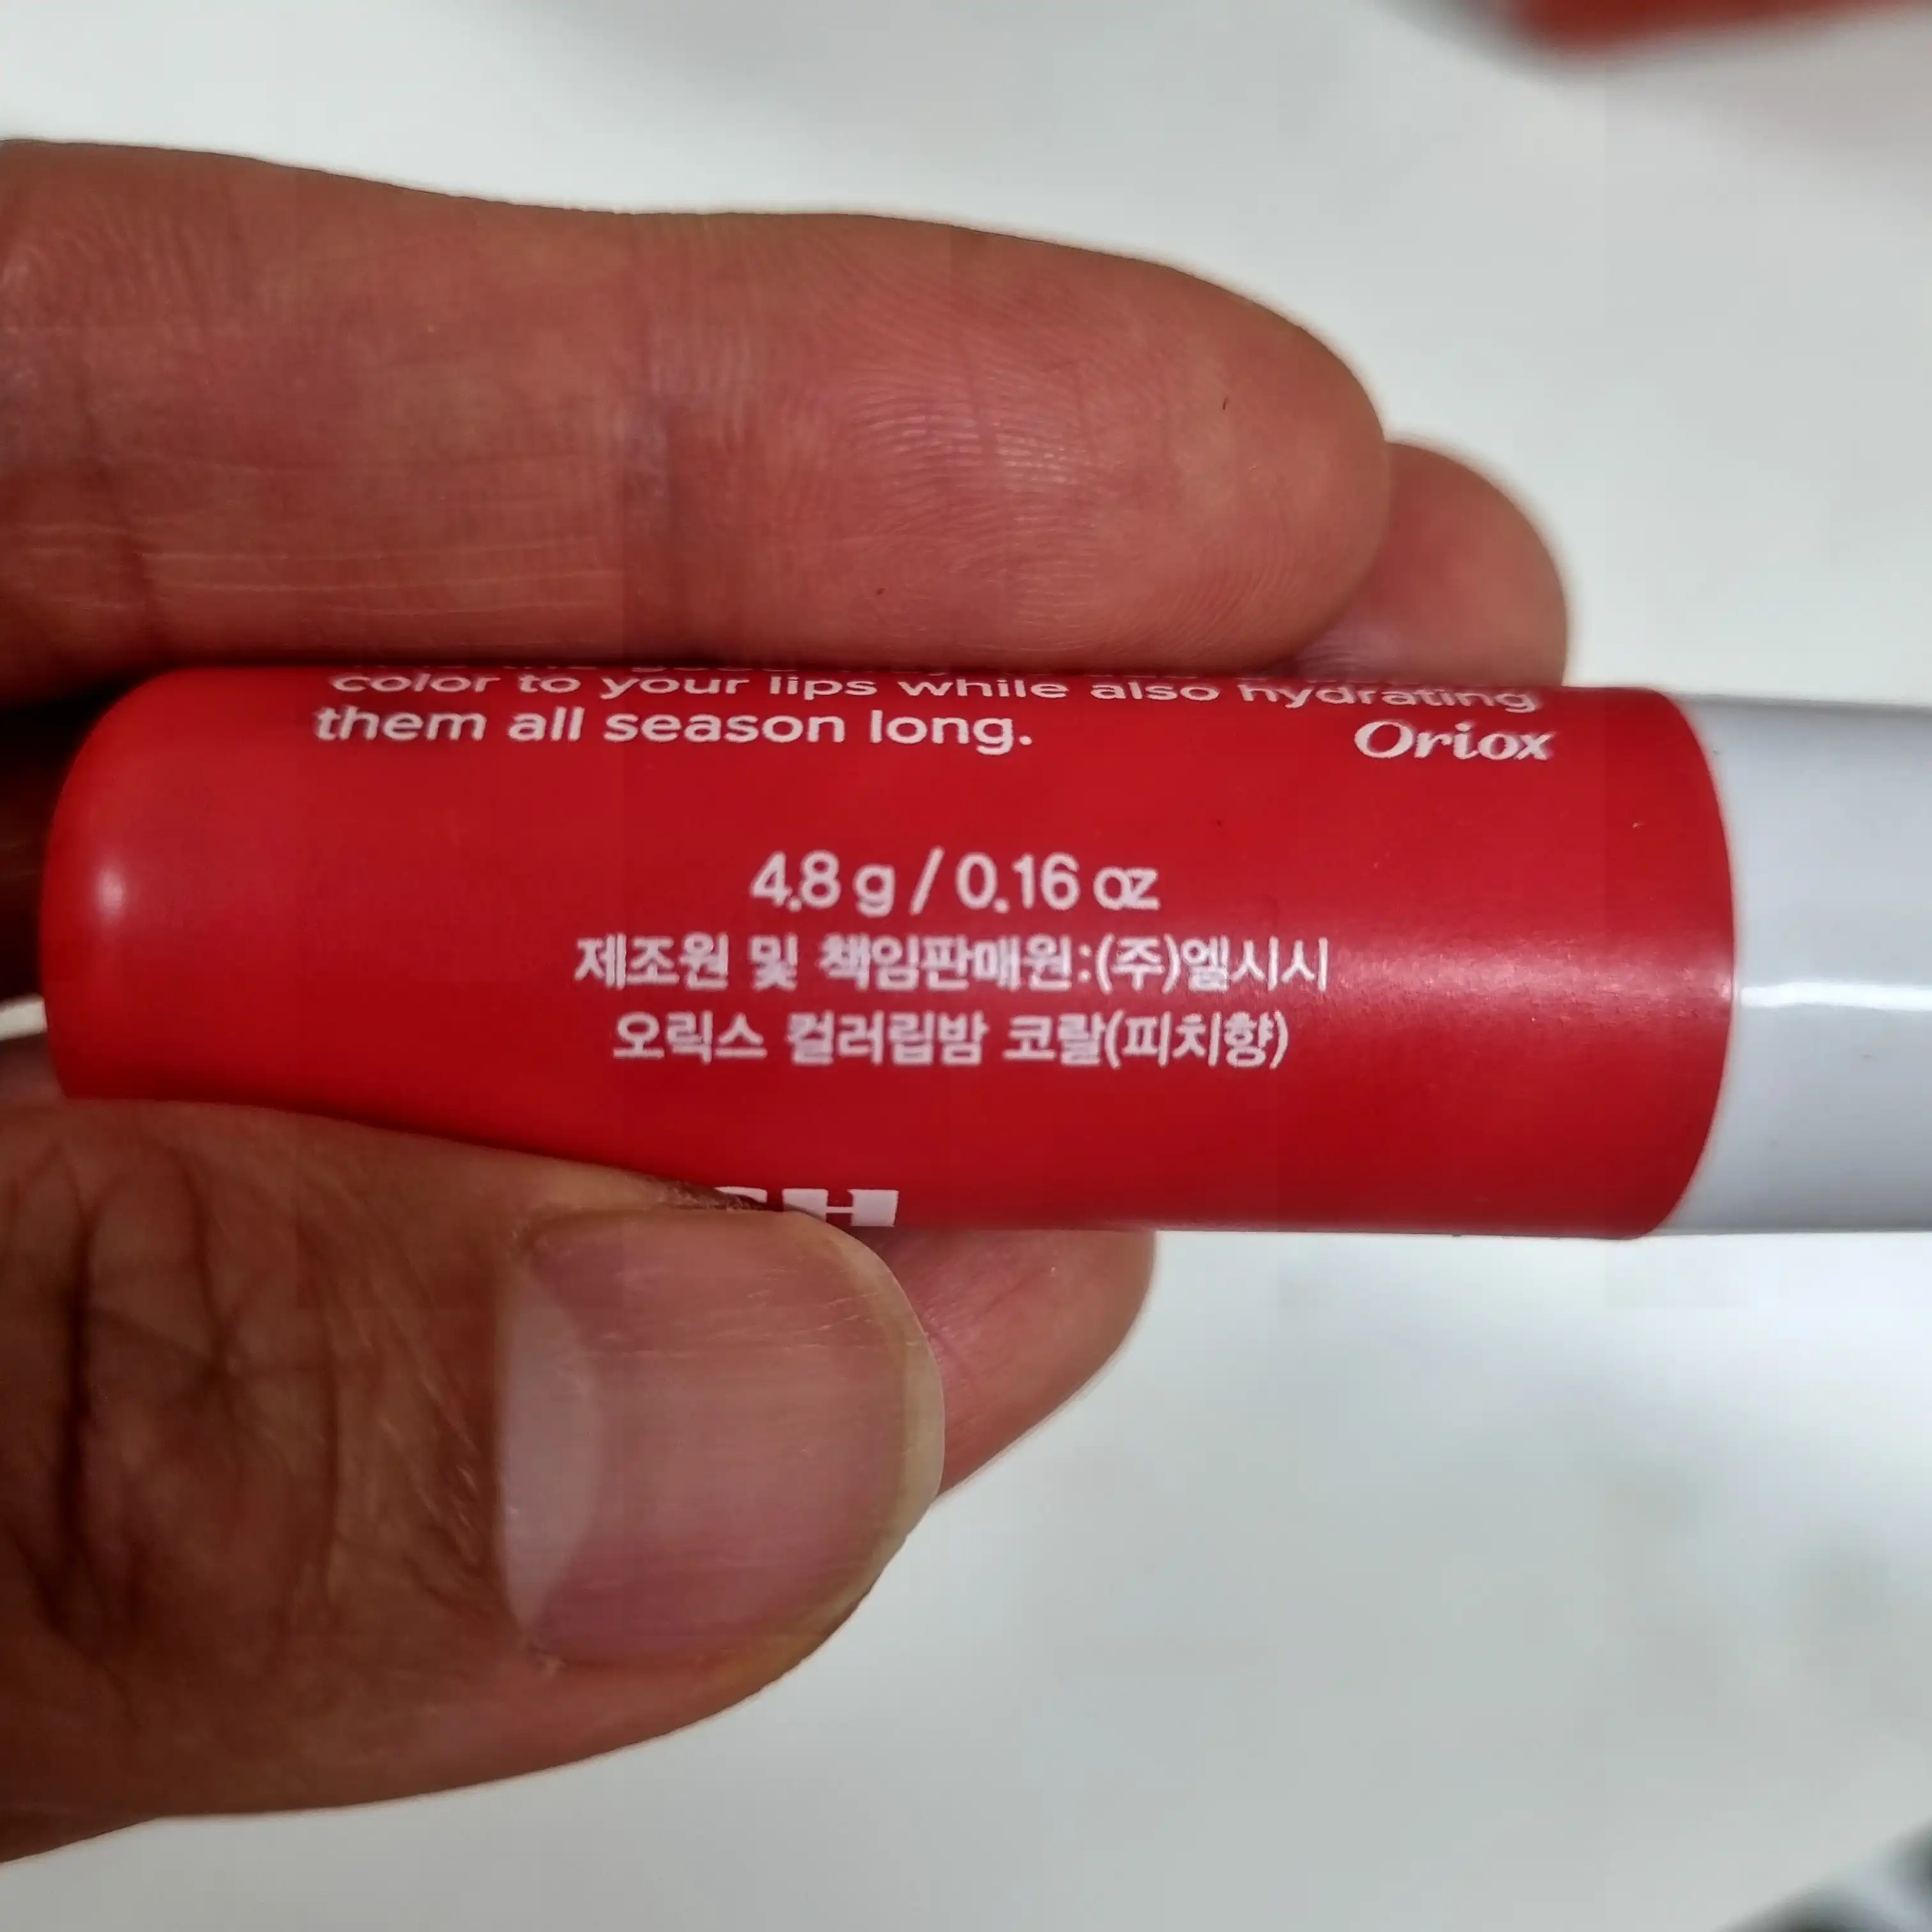 color to your lips while also hydrating
them all season long.
Oriox
4.8 g / 0.16 oz
제조원 및 책임판매원:(주)엘시시
오릭스 컬러립밤 코랄(피치향)